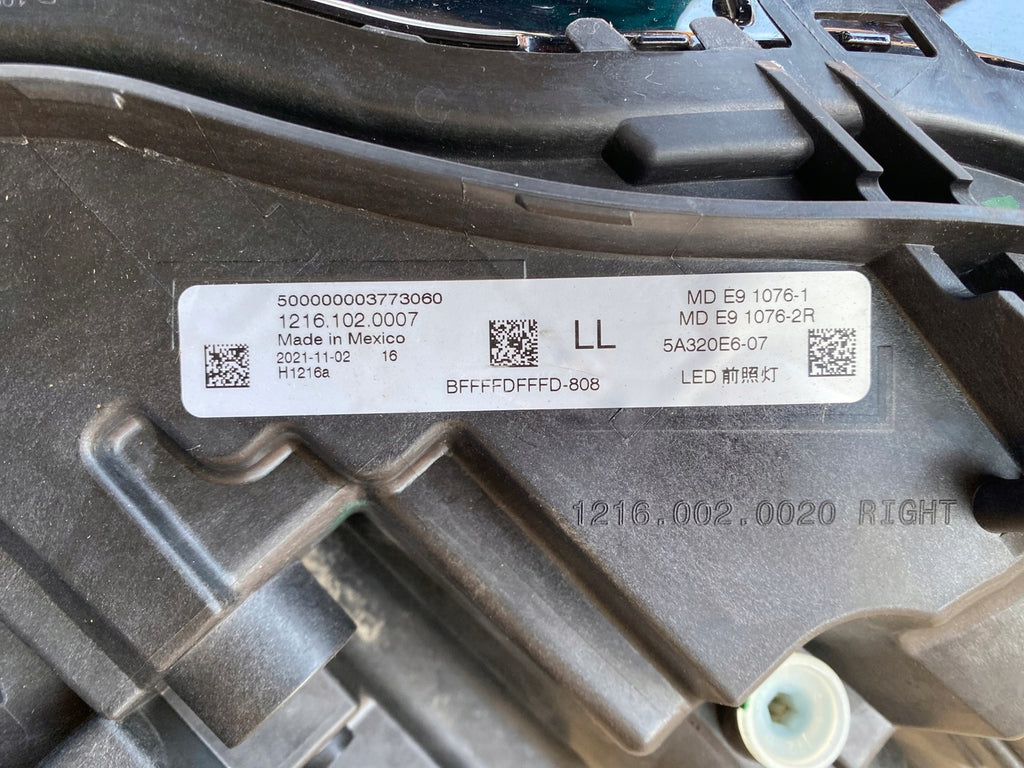 500000003773060
1216.102.0007
Made in Mexico
2021-11-02 16
H1216a
LL
BFFFFDFFFD-808
MD E9 1076-1
MD E9 1076-2R
5A320E6-07
LED 前照灯
1216.002.0020 RIGHT